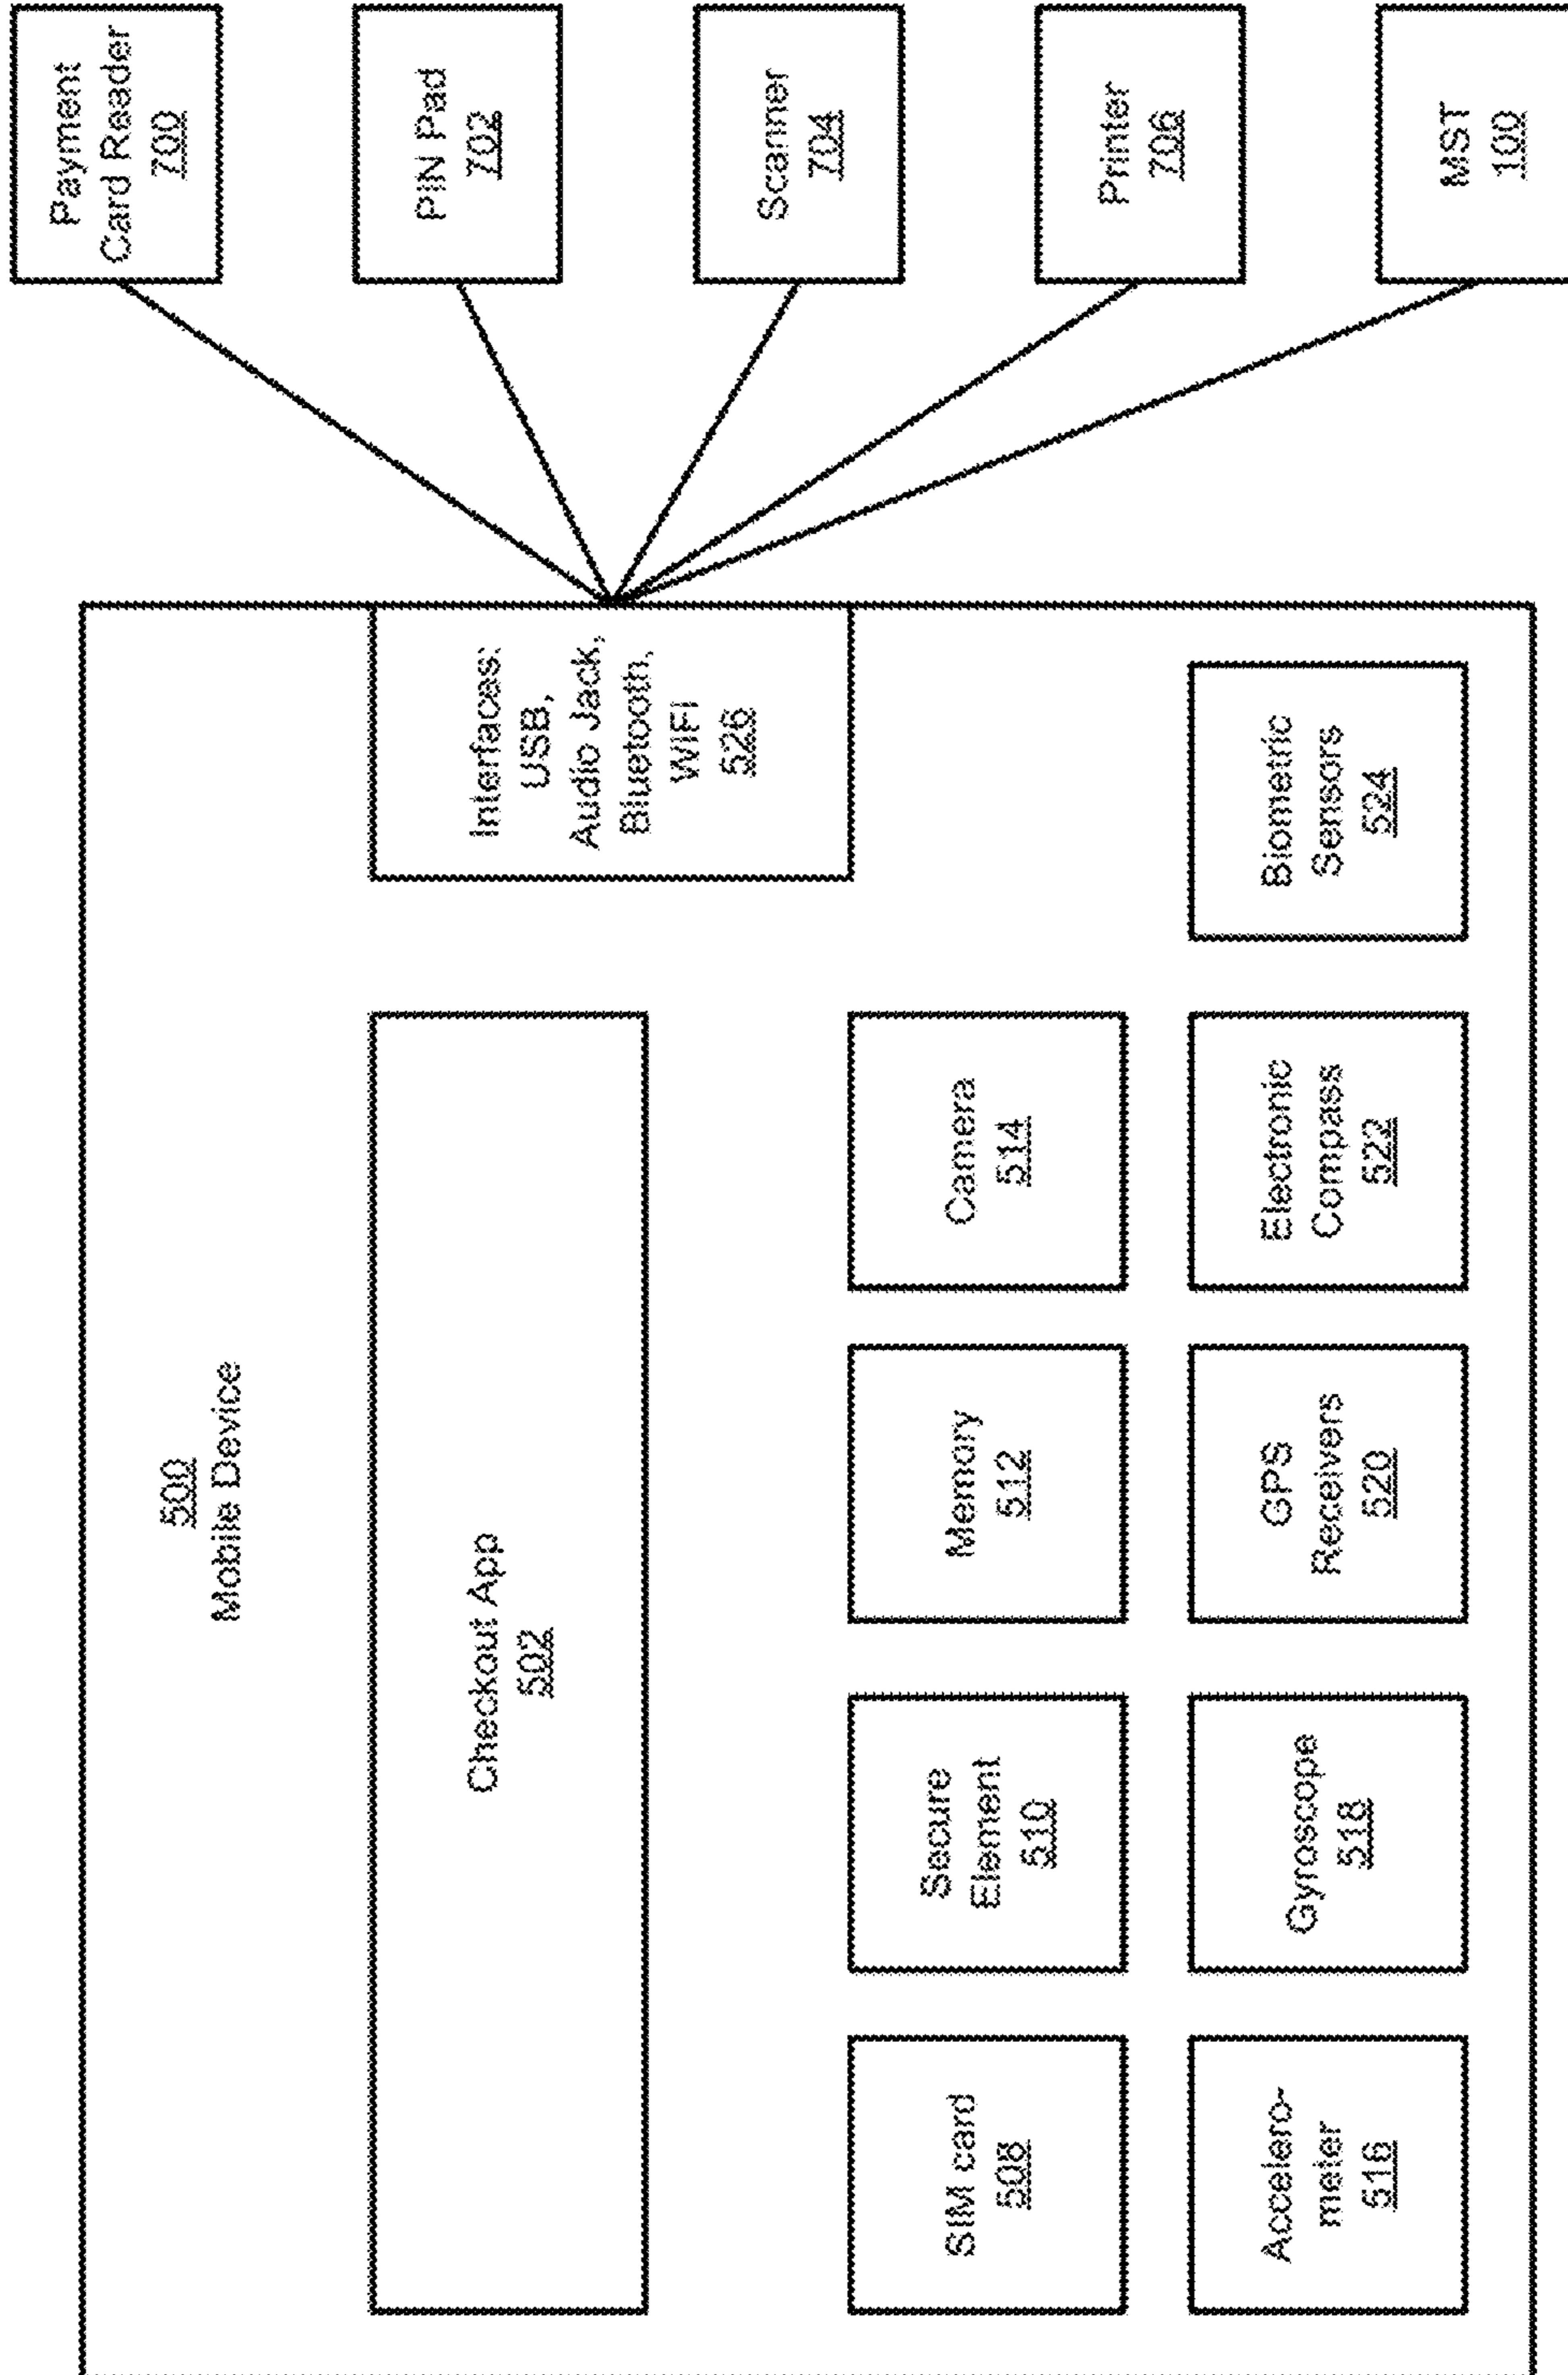 500
Mobile Device
Checkout App
502
Interfaces:
USB,
Audio Jack,
Bluetooth,
WIFI
526
SIM card
508
Secure
Element
510
Memory
512
Camera
514
Accelero-
meter
516
Gyroscope
518
GPS
Receivers
520
Electronic
Compass
522
Biometric
Sensors
524
Payment
Card Reader
700
PIN Pad
702
Scanner
704
Printer
706
MST
100